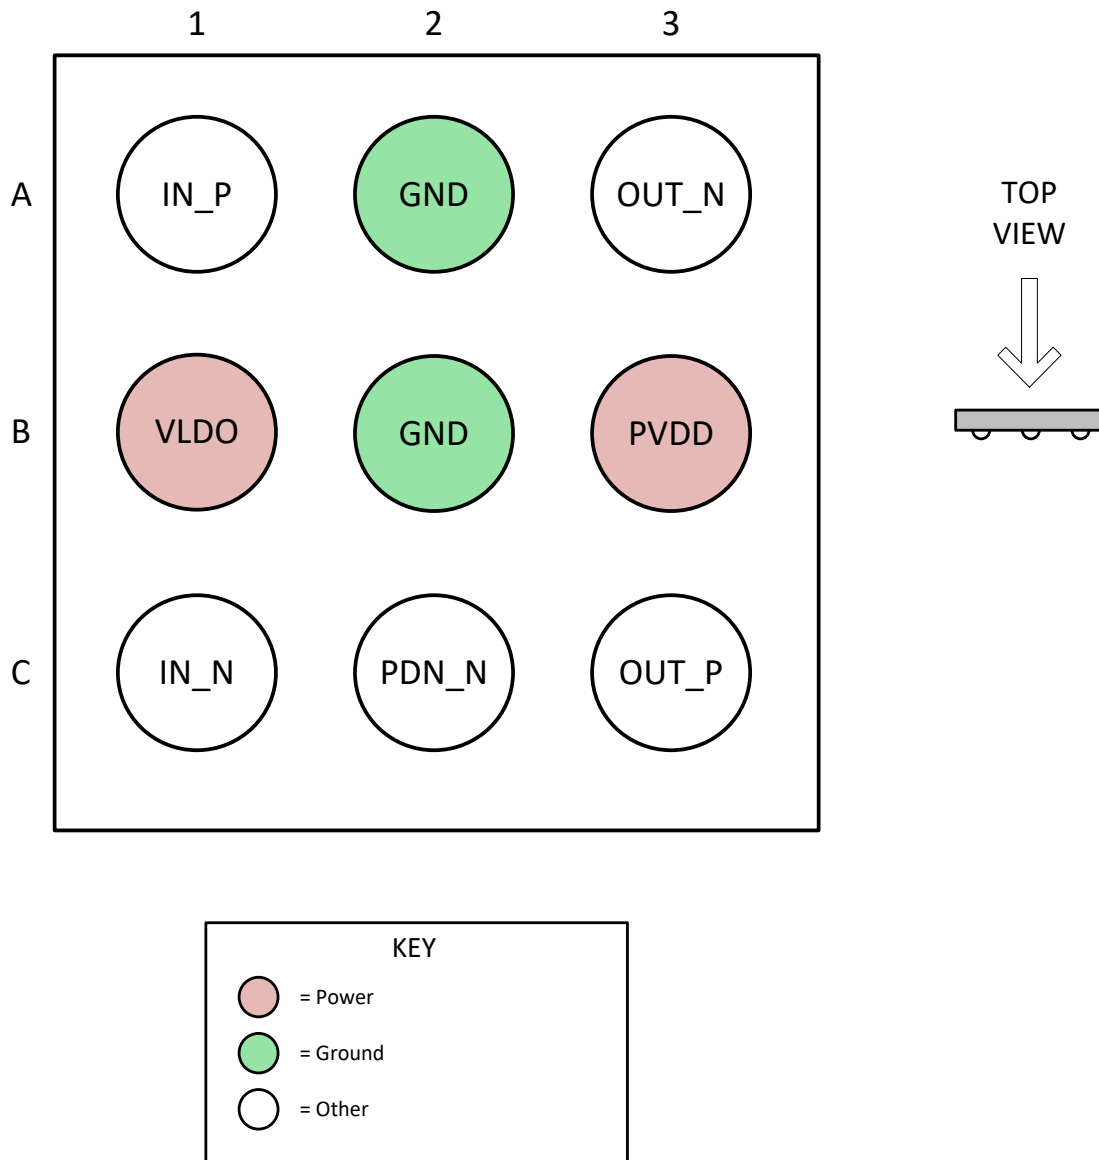 1 2 3
A IN_P GND OUT_N
B VLDO GND PVDD
C IN_N PDN_N OUT_P
TOP
VIEW
KEY
= Power
= Ground
= Other